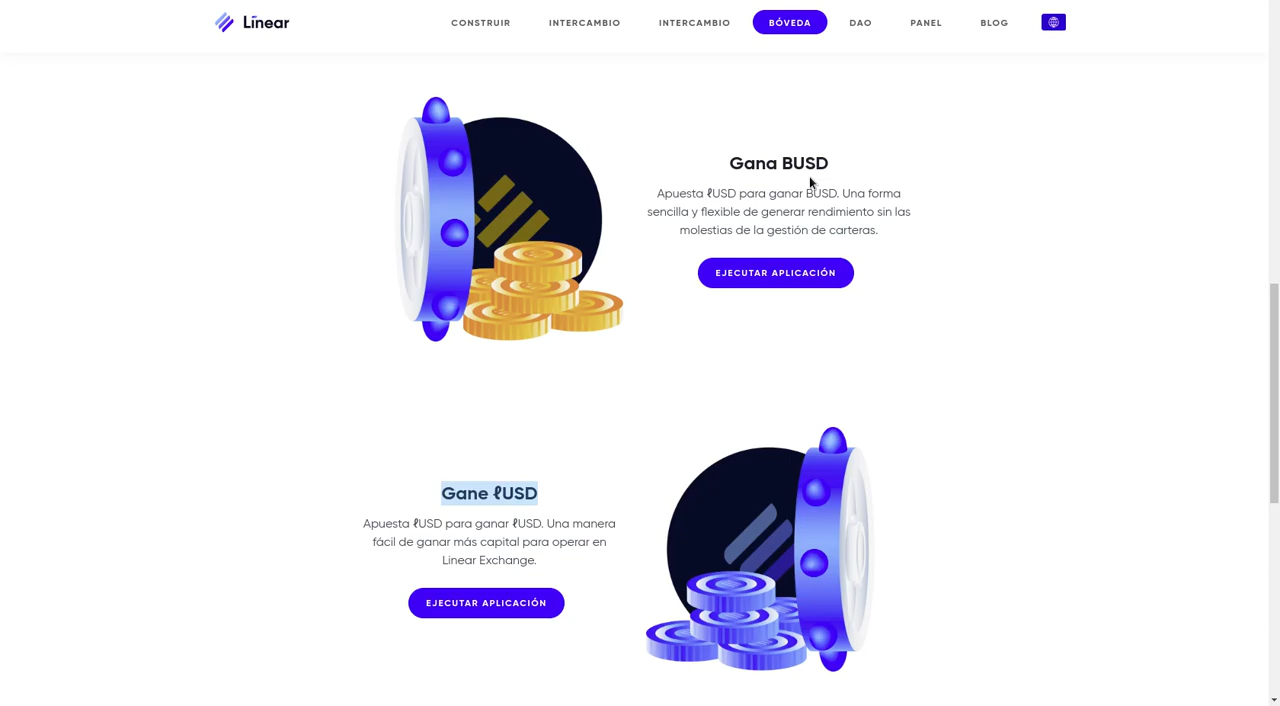 Linear
CONSTRUIR INTERCAMBIO INTERCAMBIO BÓVEDA DAO PANEL BLOG
Gana BUSD
Apuesta ℓUSD para ganar BUSD. Una forma
sencilla y flexible de generar rendimiento sin las
molestias de la gestión de carteras.
EJECUTAR APLICACIÓN
Gane ℓUSD
Apuesta ℓUSD para ganar ℓUSD. Una manera
fácil de ganar más capital para operar en
Linear Exchange.
EJECUTAR APLICACIÓN